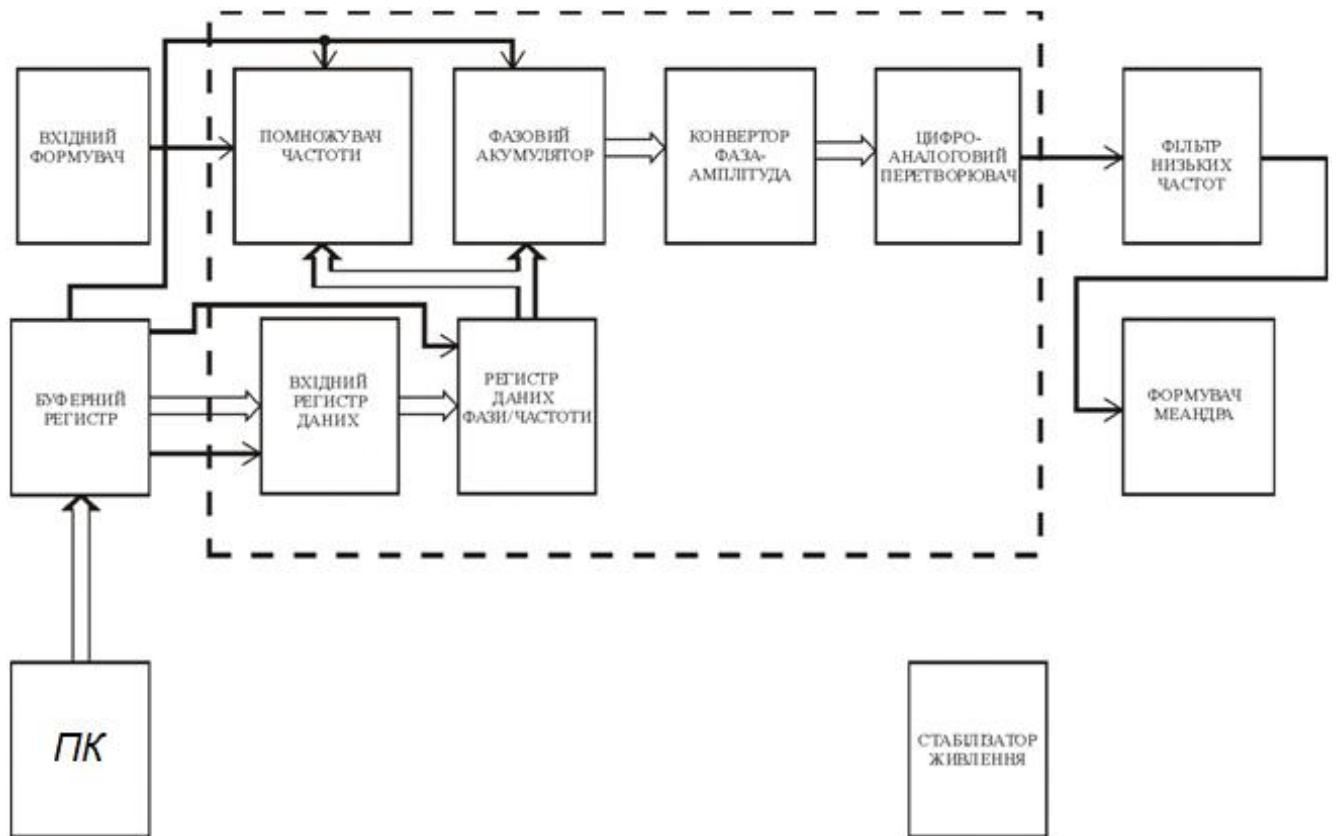 ВХІДНИЙ
ФОРМУВАЧ
ПОМНОЖУВАЧ
ЧАСТОТИ
ФАЗОВИЙ
АКУМУЛЯТОР
КОНВЕРТОР
ФАЗА-
АМПЛІТУДА
ЦИФРО-
АНАЛОГОВИЙ
ПЕРЕТВОРЮВАЧ
ФІЛЬТР
НИЗЬКИХ
ЧАСТОТ
БУФЕРНИЙ
РЕГІСТР
ВХІДНИЙ
РЕГІСТР
ДАНИХ
РЕГИСТР
ДАНИХ
ФАЗИ/ЧАСТОТИ
ФОРМУВАЧ
МЕАНДРА
ПК
СТАБІЛІЗАТОР
ЖИВЛЕННЯ